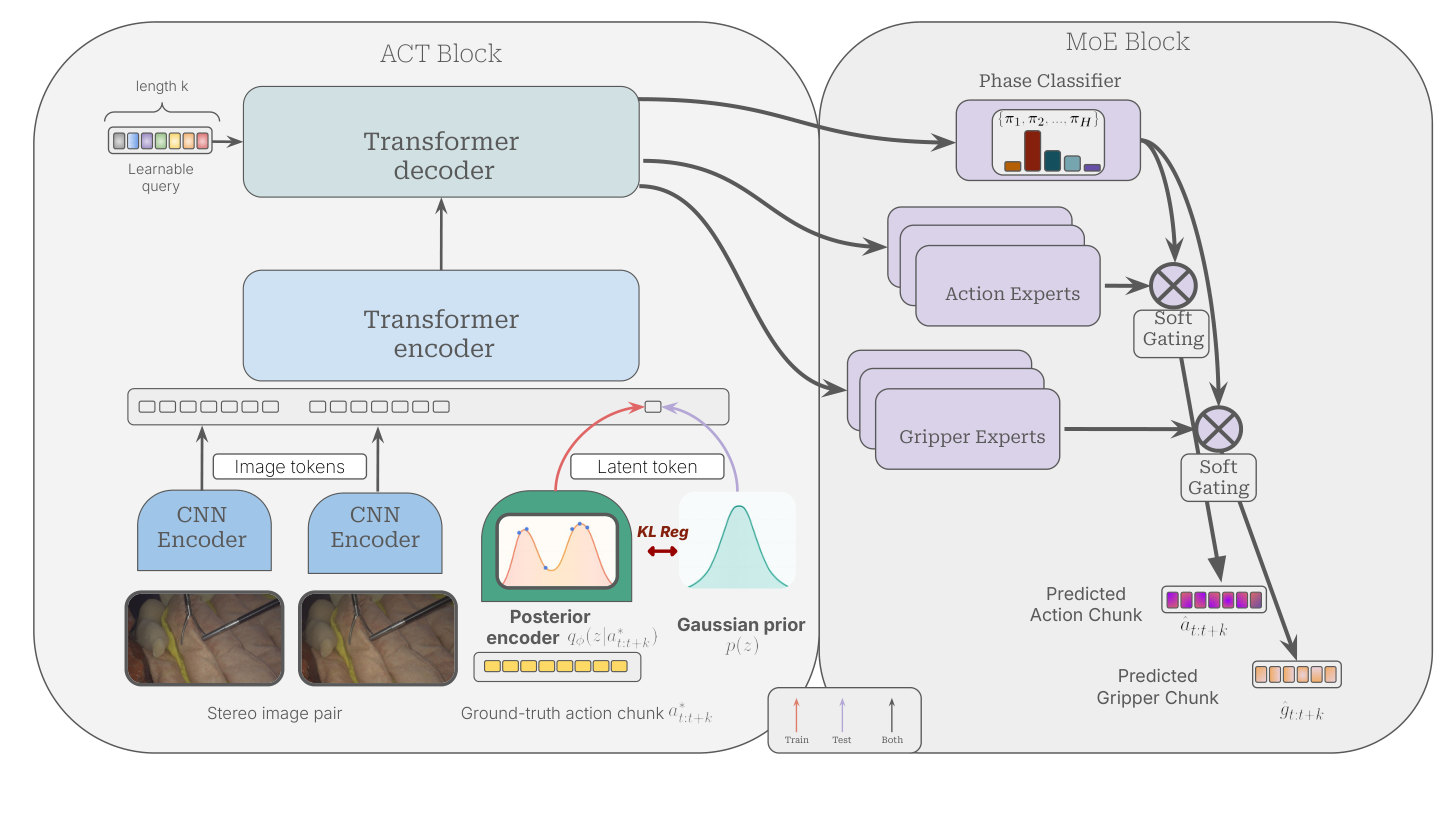 ACT Block
length k
Learnable
query
Transformer
decoder
Transformer
encoder
Image tokens
Latent token
CNN
Encoder
CNN
Encoder
KL Reg
Posterior
encoder qϕ(z|a*t:t+k)
Gaussian prior
p(z)
Stereo image pair
Ground-truth action chunk a*t:t+k
MoE Block
Phase Classifier
{π1, π2, ..., πH}
Action Experts
Soft
Gating
Gripper Experts
Soft
Gating
Predicted
Action Chunk
ât:t+k
Predicted
Gripper Chunk
ĝt:t+k
Train
Test
Both